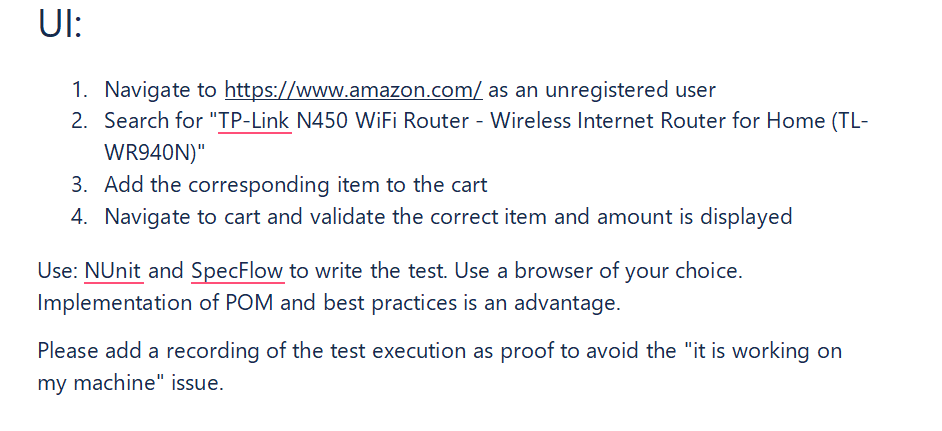 UI:
1. Navigate to https://www.amazon.com/ as an unregistered user
2. Search for "TP-Link N450 WiFi Router - Wireless Internet Router for Home (TL-
WR940N)"
3. Add the corresponding item to the cart
4. Navigate to cart and validate the correct item and amount is displayed
Use: NUnit and SpecFlow to write the test. Use a browser of your choice.
Implementation of POM and best practices is an advantage.
Please add a recording of the test execution as proof to avoid the "it is working on
my machine" issue.